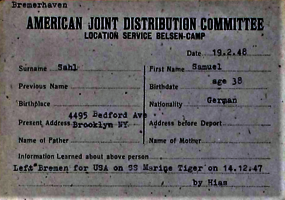 Bremerhaven
AMERICAN JOINT DISTRIBUTION COMMITTEE
LOCATION SERVICE BELSEN-CAMP
Date 19.2.48
Surname Sahl First Name Samuel
Previous Name Birthdate age 38
Birthplace Nationality German
Present Address 4495 Bedford Ave Brooklyn NY. Address before Deport.
Name of Father Name of Mother
Information Learned about above person
Left Bremen for USA on SS Marine Tiger on 14.12.47
by Hias